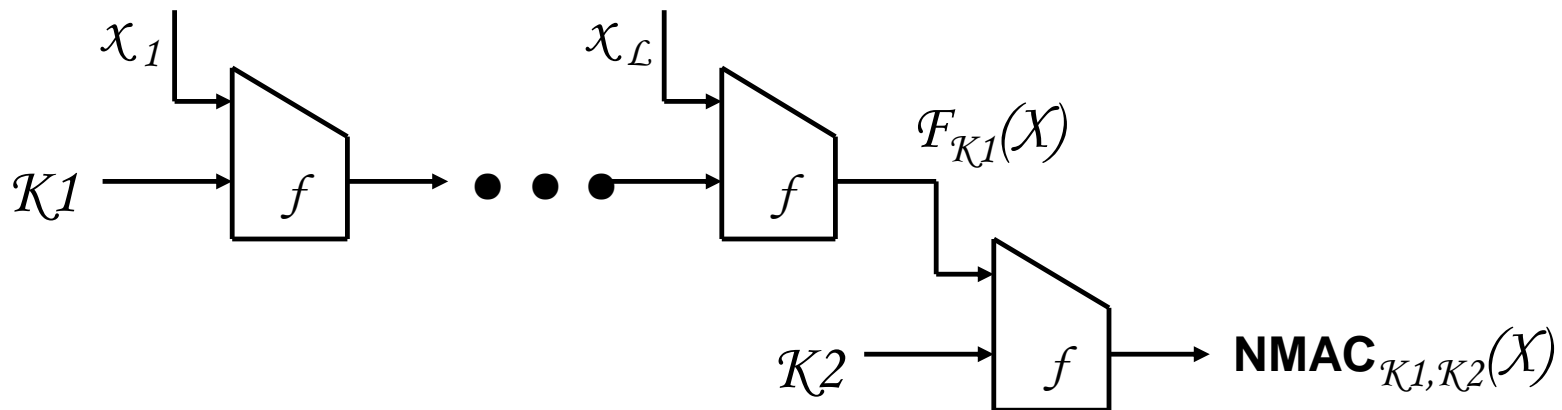 X1
XL
K1
f
f
FK1(X)
K2
f
NMACK1,K2(X)